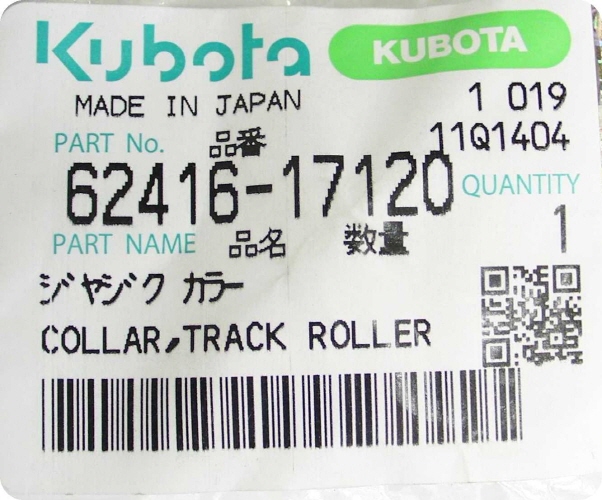 Kubota KUBOTA
MADE IN JAPAN 1 019
PART No. 品番 11Q1404
62416-17120 QUANTITY
PART NAME 品名 数量 1
ジャジク カラー
COLLAR,TRACK ROLLER